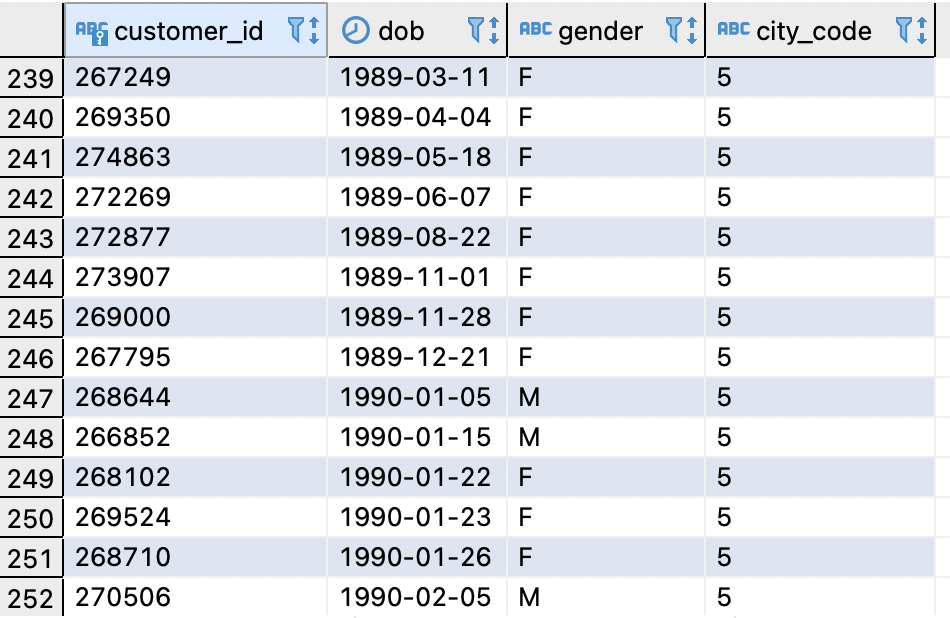 ABC customer_id dob ABC gender ABC city_code
239 267249 1989-03-11 F 5
240 269350 1989-04-04 F 5
241 274863 1989-05-18 F 5
242 272269 1989-06-07 F 5
243 272877 1989-08-22 F 5
244 273907 1989-11-01 F 5
245 269000 1989-11-28 F 5
246 267795 1989-12-21 F 5
247 268644 1990-01-05 M 5
248 266852 1990-01-15 M 5
249 268102 1990-01-22 F 5
250 269524 1990-01-23 F 5
251 268710 1990-01-26 F 5
252 270506 1990-02-05 M 5